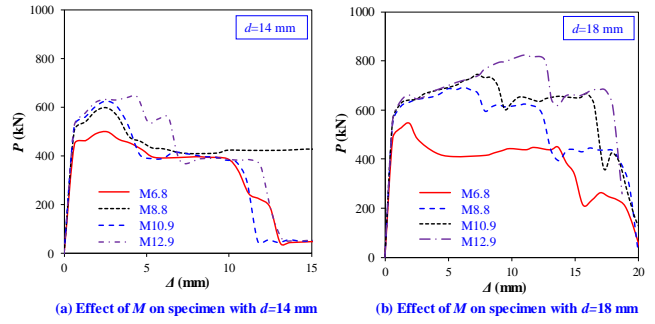 1000
800
600
400
200
0
P (kN)
d=14 mm
M6.8
M8.8
M10.9
M12.9
0 5 10 15
Δ (mm)
(a) Effect of M on specimen with d=14 mm
1000
800
600
400
200
0
P (kN)
d=18 mm
M6.8
M8.8
M10.9
M12.9
0 5 10 15 20
Δ (mm)
(b) Effect of M on specimen with d=18 mm